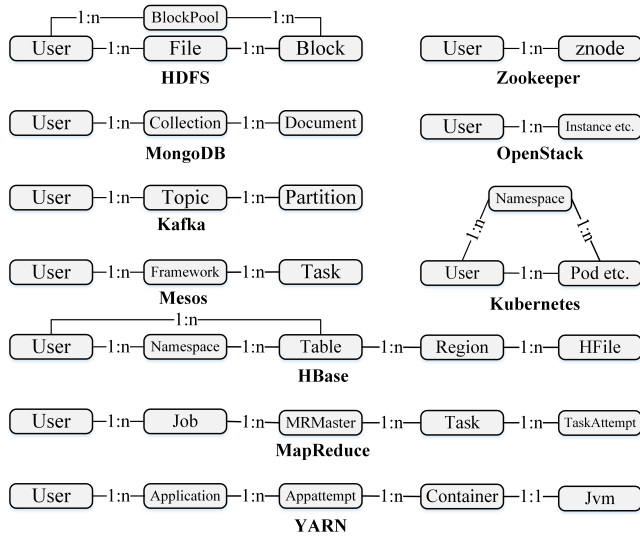 1:n BlockPool 1:n
User 1:n File 1:n Block
HDFS
User 1:n znode
Zookeeper
User 1:n Collection 1:n Document
MongoDB
User 1:n Instance etc.
OpenStack
User 1:n Topic 1:n Partition
Kafka
Namespace
1:n 1:n
User 1:n Pod etc.
Kubernetes
User 1:n Framework 1:n Task
Mesos
1:n
User 1:n Namespace 1:n Table 1:n Region 1:n HFile
HBase
User 1:n Job 1:n MRMaster 1:n Task 1:n TaskAttempt
MapReduce
User 1:n Application 1:n Appattempt 1:n Container 1:1 Jvm
YARN